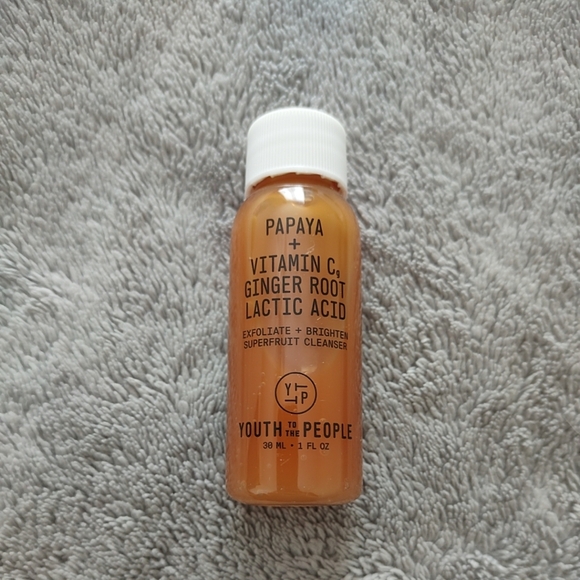 PAPAYA
+
VITAMIN C₉
GINGER ROOT
LACTIC ACID
EXFOLIATE + BRIGHTEN
SUPERFRUIT CLEANSER
Y T T P
YOUTH TO THE PEOPLE
30 ML • 1 FL OZ